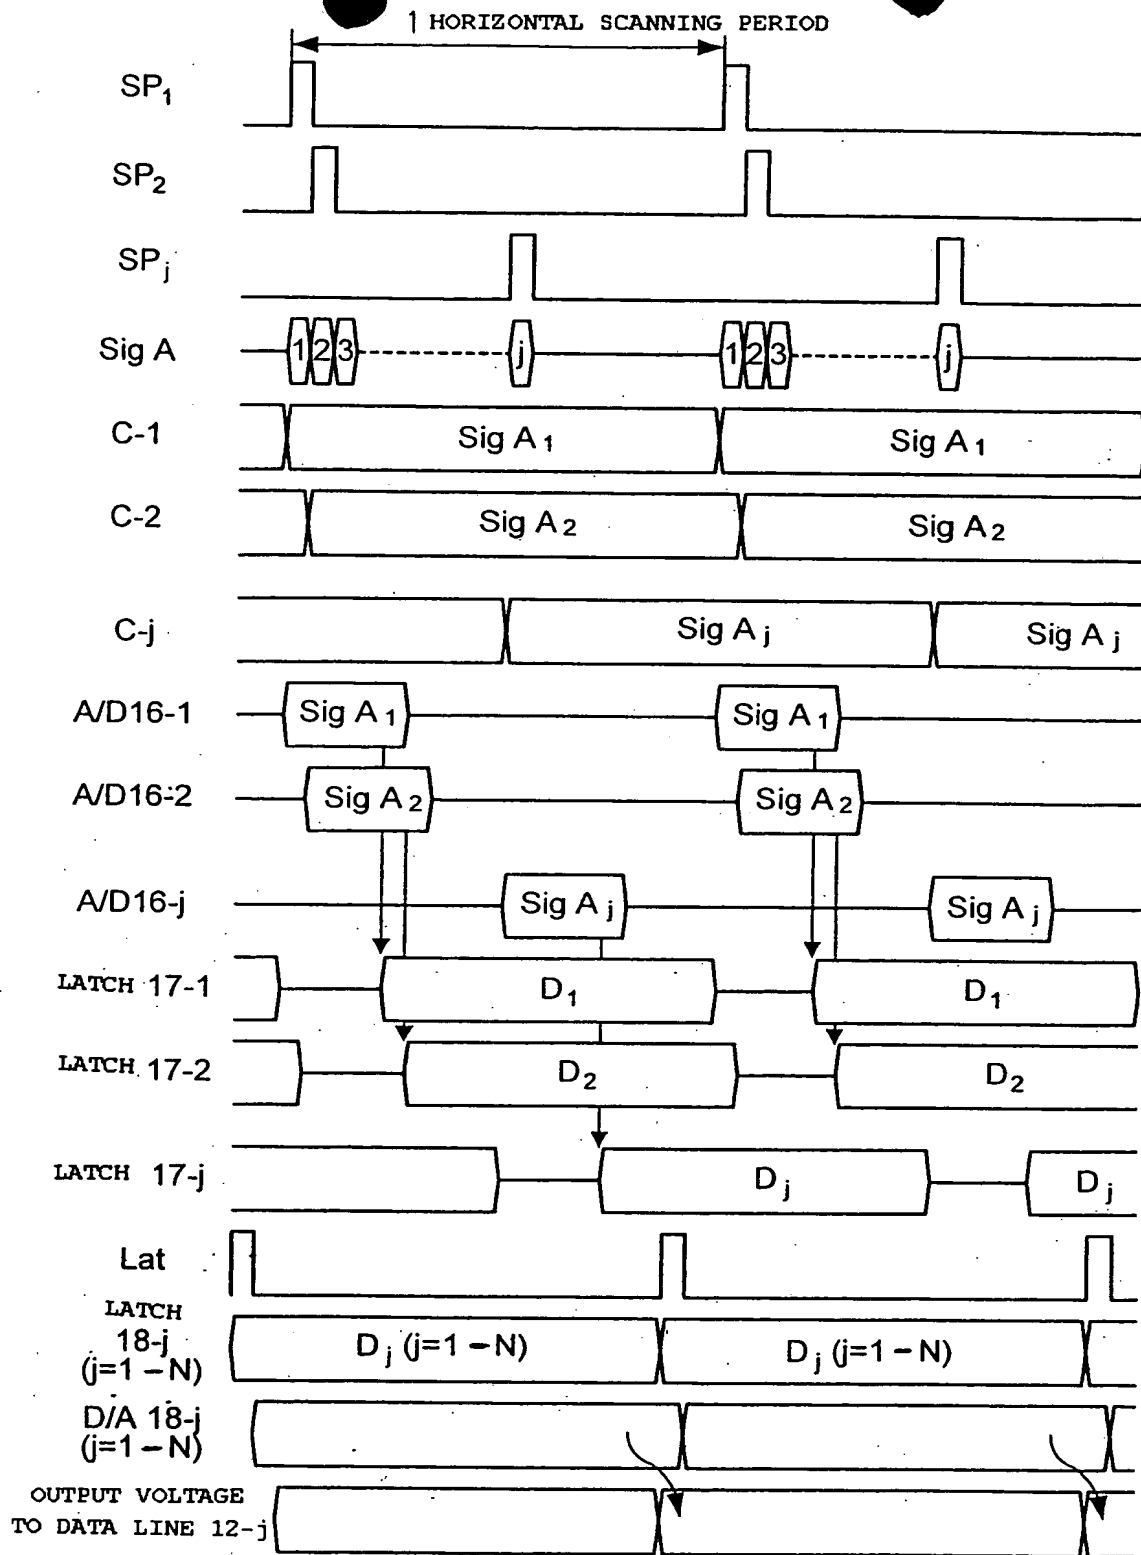 1 HORIZONTAL SCANNING PERIOD
SP1
SP2
SPj
Sig A 1 2 3 j 1 2 3 j
C-1 Sig A1 Sig A1
C-2 Sig A2 Sig A2
C-j Sig Aj Sig Aj
A/D16-1 Sig A1 Sig A1
A/D16-2 Sig A2 Sig A2
A/D16-j Sig Aj Sig Aj
LATCH 17-1 D1 D1
LATCH 17-2 D2 D2
LATCH 17-j Dj Dj
Lat
LATCH
18-j Dj (j=1–N) Dj (j=1–N)
(j=1–N)
D/A 18-j
(j=1–N)
OUTPUT VOLTAGE
TO DATA LINE 12-j